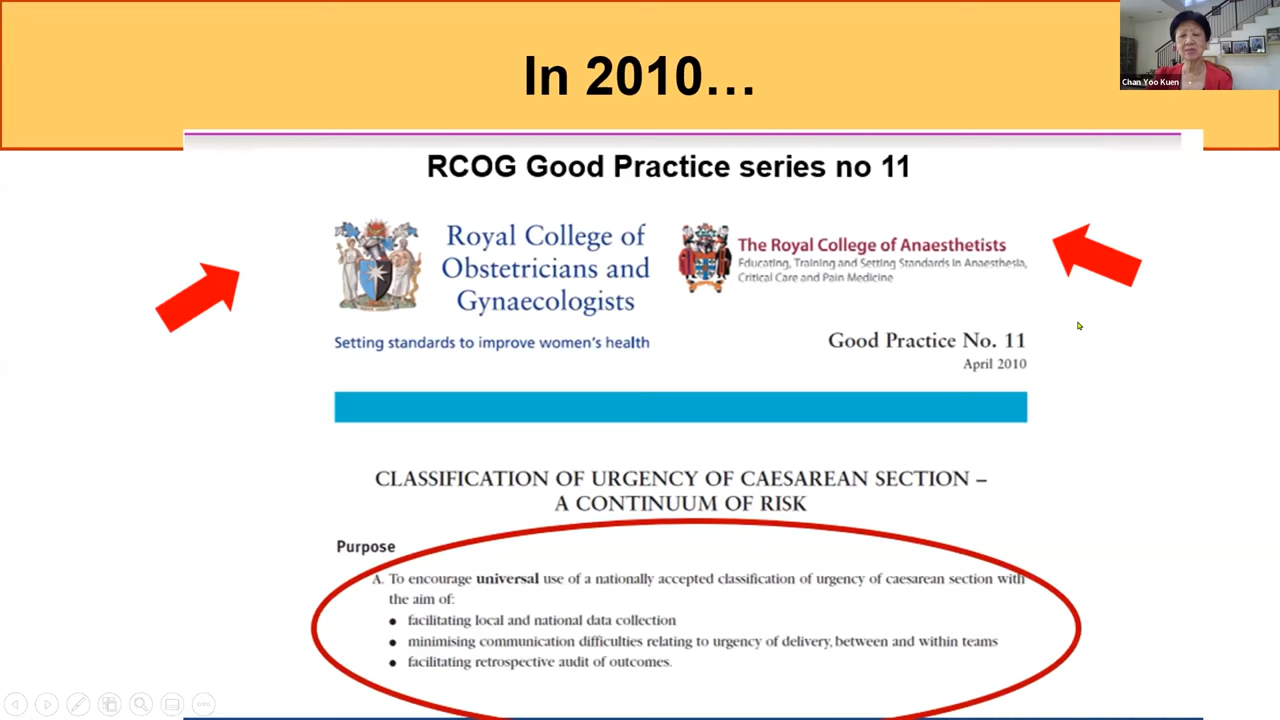 In 2010…
Chan Yoo Kuen
RCOG Good Practice series no 11
Royal College of
Obstetricians and
Gynaecologists
Setting standards to improve women's health
The Royal College of Anaesthetists
Educating, Training and Setting Standards in Anaesthesia,
Critical Care and Pain Medicine
Good Practice No. 11
April 2010
CLASSIFICATION OF URGENCY OF CAESAREAN SECTION –
A CONTINUUM OF RISK
Purpose
A. To encourage universal use of a nationally accepted classification of urgency of caesarean section with
the aim of:
● facilitating local and national data collection
● minimising communication difficulties relating to urgency of delivery, between and within teams
● facilitating retrospective audit of outcomes.